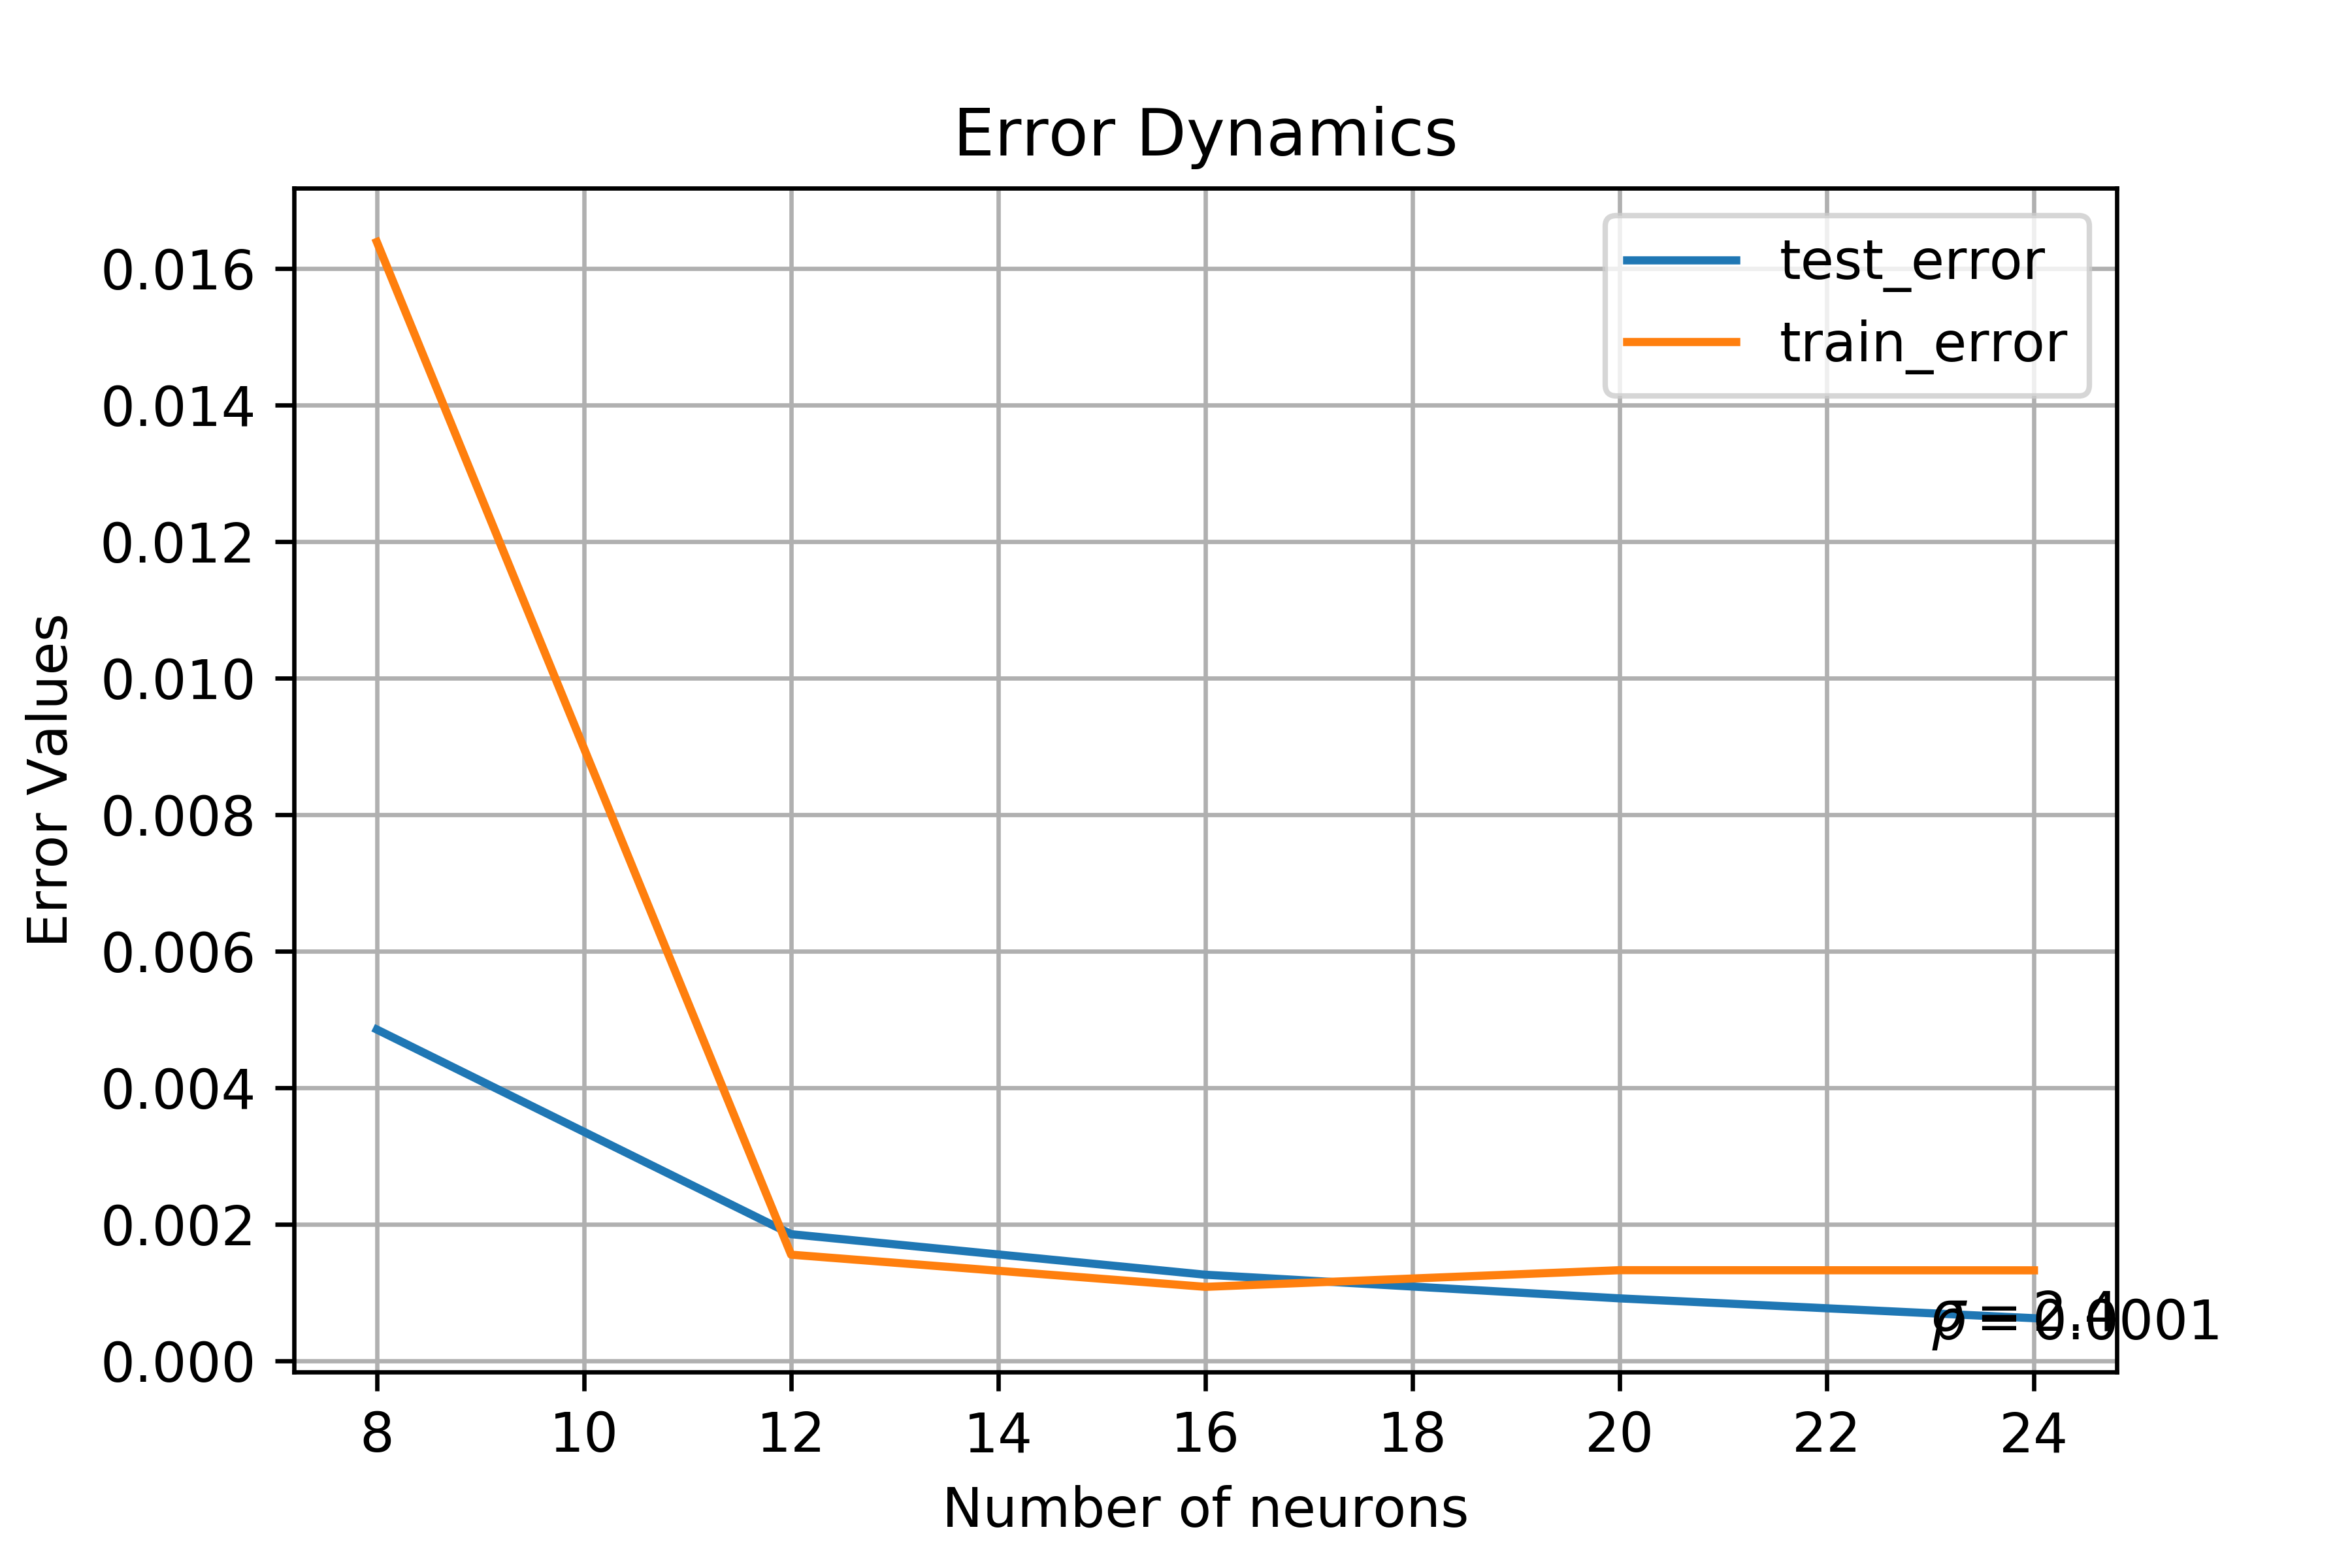 Error Dynamics
test_error
train_error
0.016
0.014
0.012
0.010
0.008
0.006
0.004
0.002
0.000
Error Values
8 10 12 14 16 18 20 22 24
Number of neurons